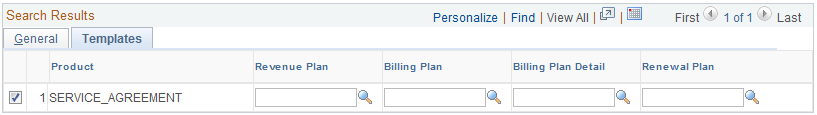 Search Results Personalize | Find | View All | | First 1 of 1 Last
General Templates
Product Revenue Plan Billing Plan Billing Plan Detail Renewal Plan
1 SERVICE_AGREEMENT